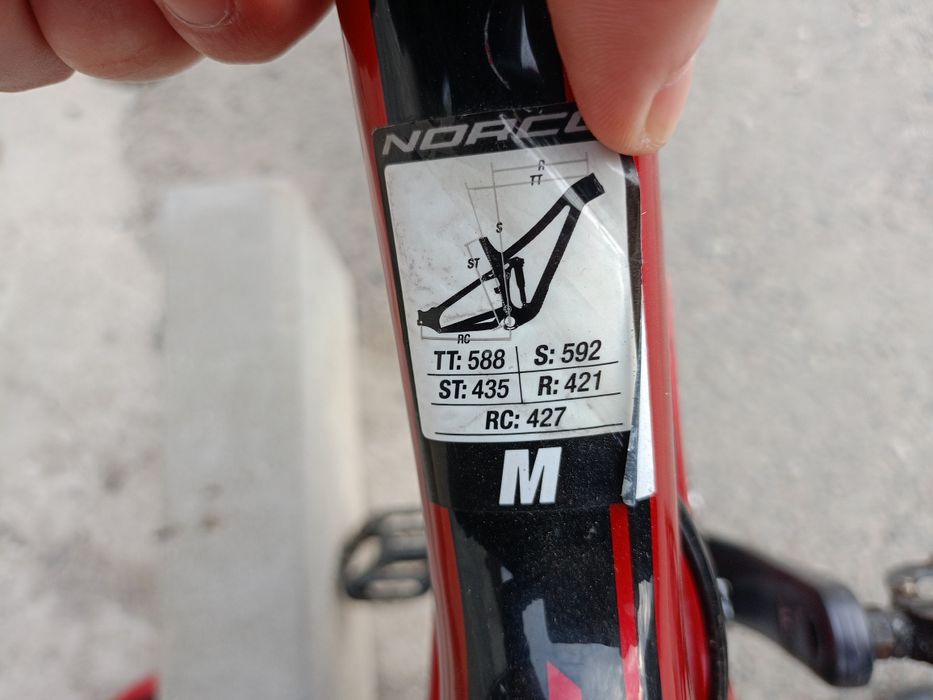 NORCO
R
TT
S
ST
RC
TT: 588 S: 592
ST: 435 R: 421
RC: 427
M